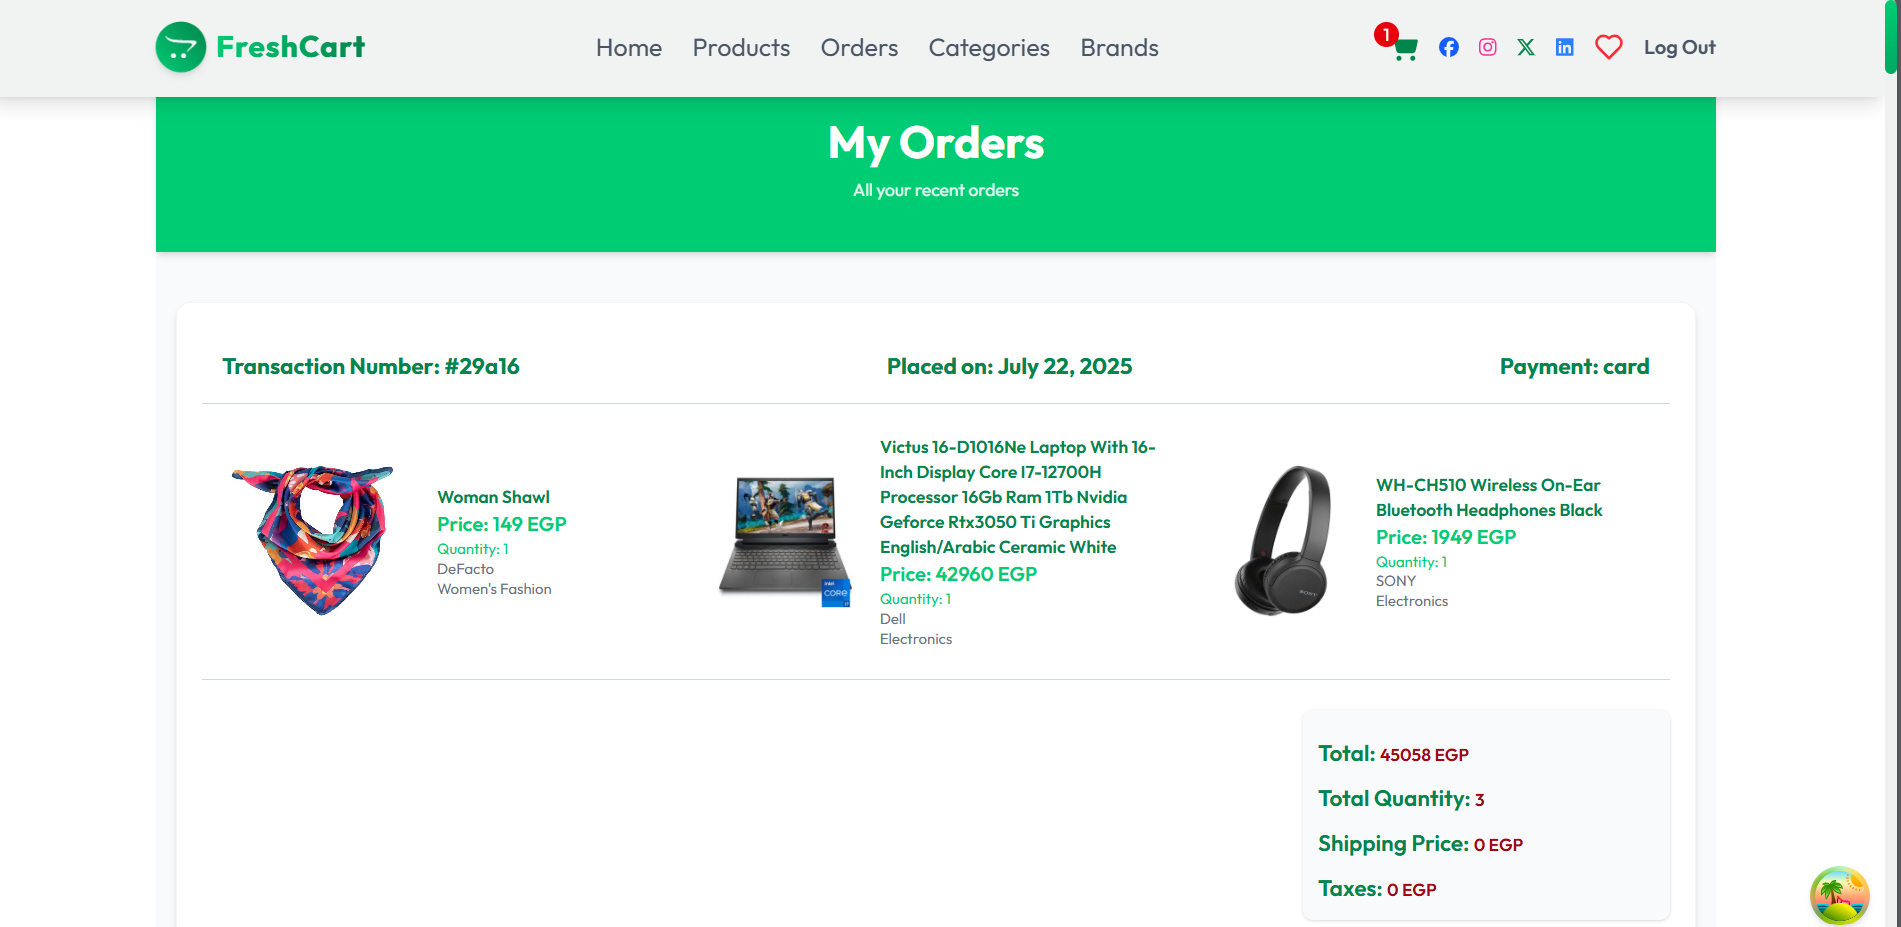 FreshCart
Home
Products
Orders
Categories
Brands
1
Log Out
My Orders
All your recent orders
Transaction Number: #29a16
Placed on: July 22, 2025
Payment: card
Woman Shawl
Price: 149 EGP
Quantity: 1
DeFacto
Women's Fashion
Victus 16-D1016Ne Laptop With 16-
Inch Display Core I7-12700H
Processor 16Gb Ram 1Tb Nvidia
Geforce Rtx3050 Ti Graphics
English/Arabic Ceramic White
Price: 42960 EGP
Quantity: 1
Dell
Electronics
intel
CORE
WH-CH510 Wireless On-Ear
Bluetooth Headphones Black
Price: 1949 EGP
Quantity: 1
SONY
Electronics
SONY
Total: 45058 EGP
Total Quantity: 3
Shipping Price: 0 EGP
Taxes: 0 EGP